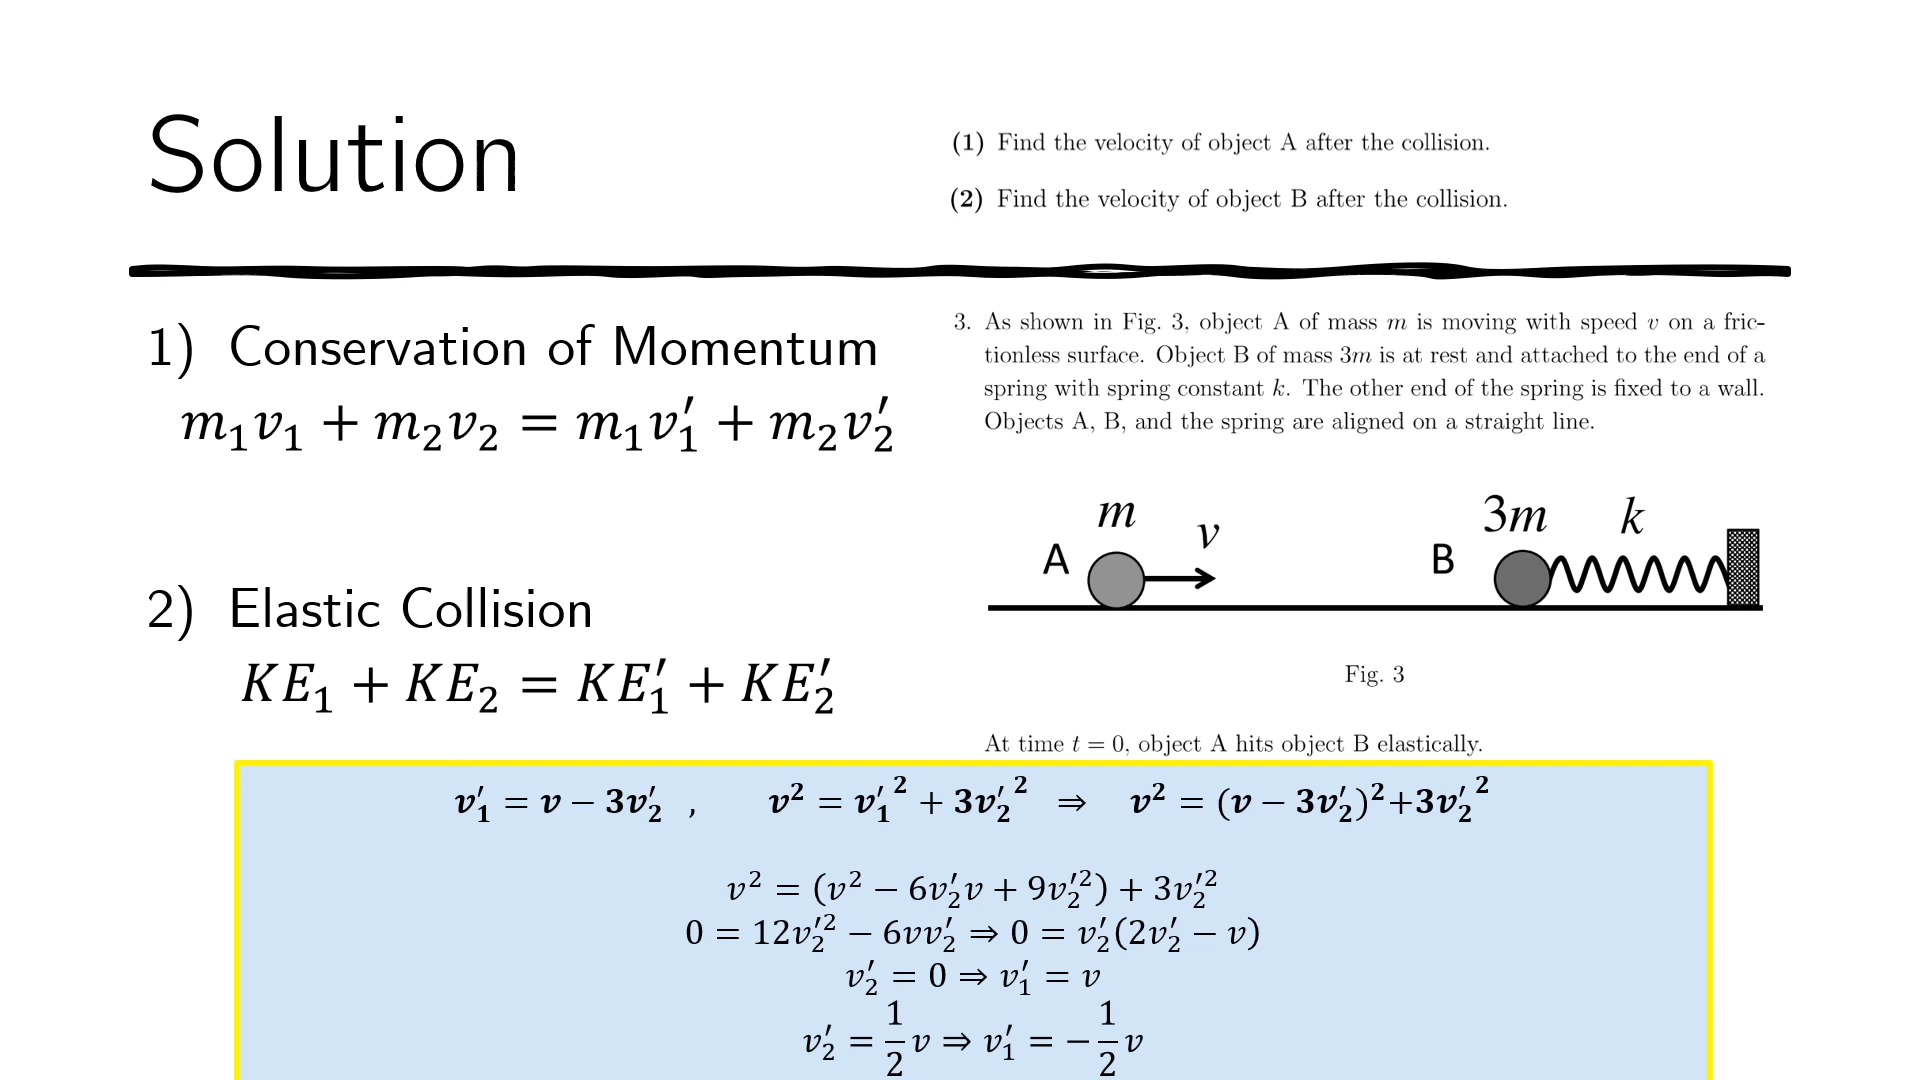 Solution
(1) Find the velocity of object A after the collision.
(2) Find the velocity of object B after the collision.
1) Conservation of Momentum
m₁v₁ + m₂v₂ = m₁v₁′ + m₂v₂′
2) Elastic Collision
KE₁ + KE₂ = KE₁′ + KE₂′
3. As shown in Fig. 3, object A of mass m is moving with speed v on a fric-
tionless surface. Object B of mass 3m is at rest and attached to the end of a
spring with spring constant k. The other end of the spring is fixed to a wall.
Objects A, B, and the spring are aligned on a straight line.
m v 3m k
A B
Fig. 3
At time t = 0, object A hits object B elastically.
v₁′ = v − 3v₂′ , v² = v₁′² + 3v₂′² ⇒ v² = (v − 3v₂′)²+3v₂′²
v² = (v² − 6v₂′v + 9v₂′²) + 3v₂′²
0 = 12v₂′² − 6vv₂′ ⇒ 0 = v₂′(2v₂′ − v)
v₂′ = 0 ⇒ v₁′ = v
v₂′ = 1/2 v ⇒ v₁′ = − 1/2 v